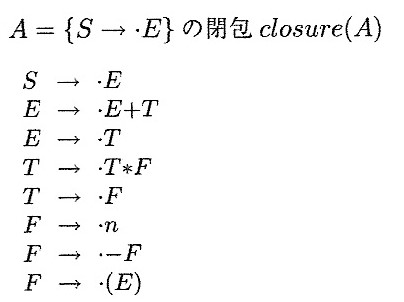 A = {S → ·E} の閉包 closure(A)
S → ·E
E → ·E+T
E → ·T
T → ·T*F
T → ·F
F → ·n
F → ·−F
F → ·(E)